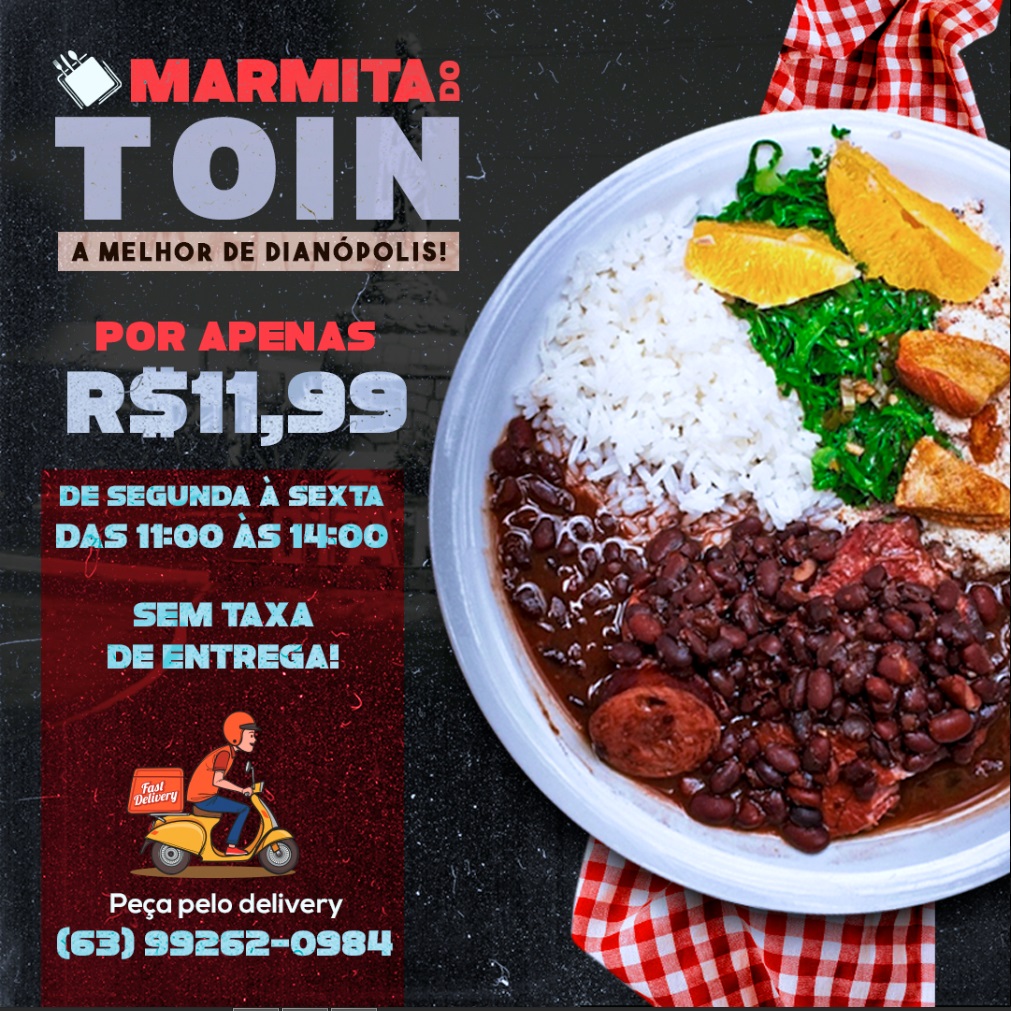 MARMITA DO
TOIN
A MELHOR DE DIANÓPOLIS!
POR APENAS
R$11,99
DE SEGUNDA À SEXTA
DAS 11:00 ÀS 14:00
SEM TAXA
DE ENTREGA!
Fast
Delivery
Peça pelo delivery
(63) 99262-0984